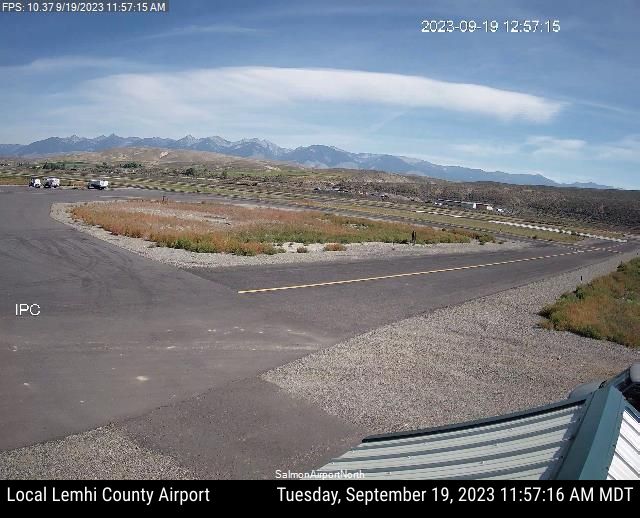 FPS: 10.37 9/19/2023 11:57:15 AM
2023-09-19 12:57:15
IPC
SalmonAirportNorth
Local Lemhi County Airport
Tuesday, September 19, 2023 11:57:16 AM MDT